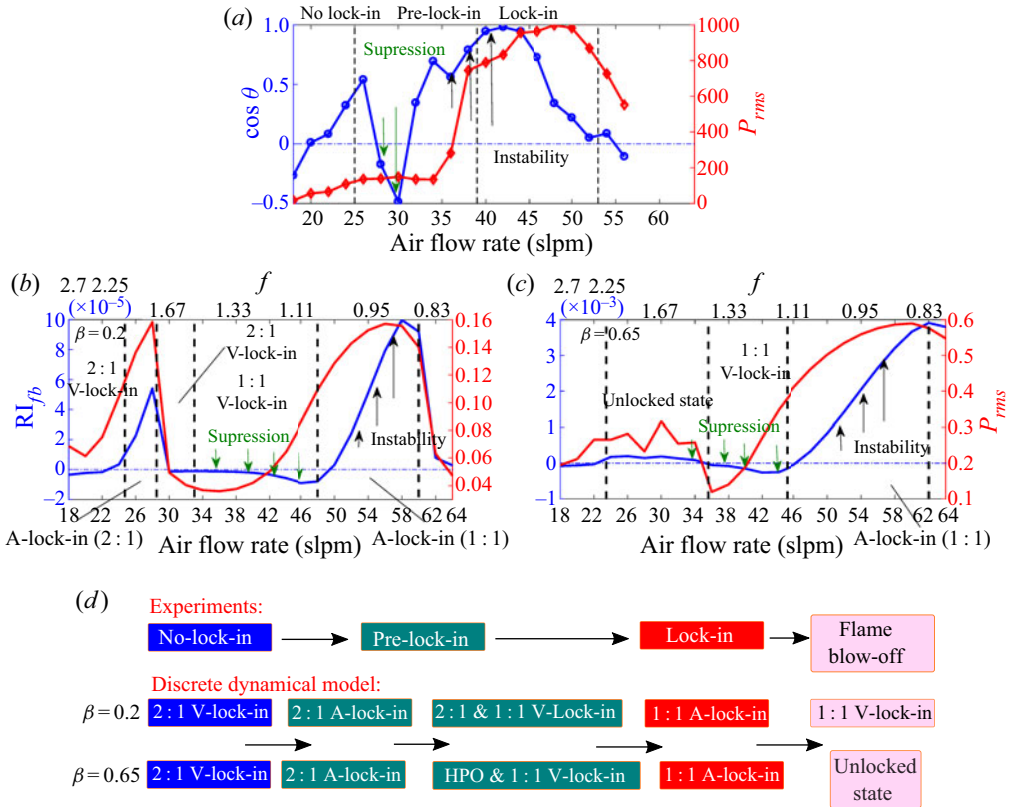 (a)
No lock-in Pre-lock-in Lock-in
1.0
0.5
0
–0.5
cos θ
Supression
Instability
1000
800
600
400
200
0
P_rms
20 30 40 45 50 60
Air flow rate (slpm)
(b)
f
2.7 2.25 1.67 1.33 1.11 0.95 0.83
(×10⁻⁵)
β = 0.2
2 : 1
V-lock-in
2 : 1
V-lock-in
1 : 1
V-lock-in
Supression
Instability
10
8
6
4
2
0
–2
RI_fb
0.16
0.14
0.12
0.10
0.08
0.06
0.04
18 22 26 30 34 38 42 46 50 54 58 62 64
A-lock-in (2 : 1)
Air flow rate (slpm)
A-lock-in (1 : 1)
(c)
f
2.7 2.25 1.67 1.33 1.11 0.95 0.83
(×10⁻³)
β = 0.65
1 : 1
V-lock-in
Unlocked state
Supression
Instability
4
3
2
1
0
–1
0.6
0.5
0.4
0.3
0.2
0.1
P_rms
18 22 26 30 34 38 42 46 50 54 58 62 64
Air flow rate (slpm)
A-lock-in (1 : 1)
(d)
Experiments:
No-lock-in Pre-lock-in Lock-in Flame
blow-off
Discrete dynamical model:
β = 0.2 2 : 1 V-lock-in 2 : 1 A-lock-in 2 : 1 & 1 : 1 V-Lock-in 1 : 1 A-lock-in 1 : 1 V-lock-in
β = 0.65 2 : 1 V-lock-in 2 : 1 A-lock-in HPO & 1 : 1 V-lock-in 1 : 1 A-lock-in Unlocked
state